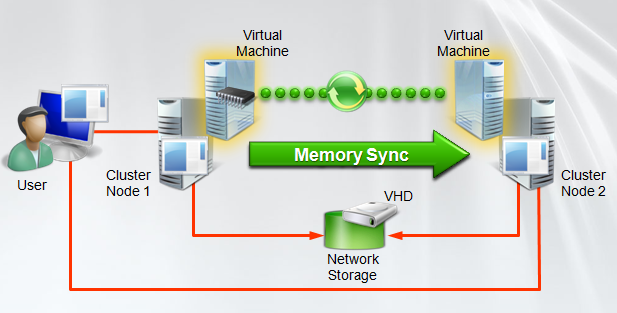 Virtual
Machine
Virtual
Machine
Memory Sync
User
Cluster
Node 1
Cluster
Node 2
VHD
Network
Storage